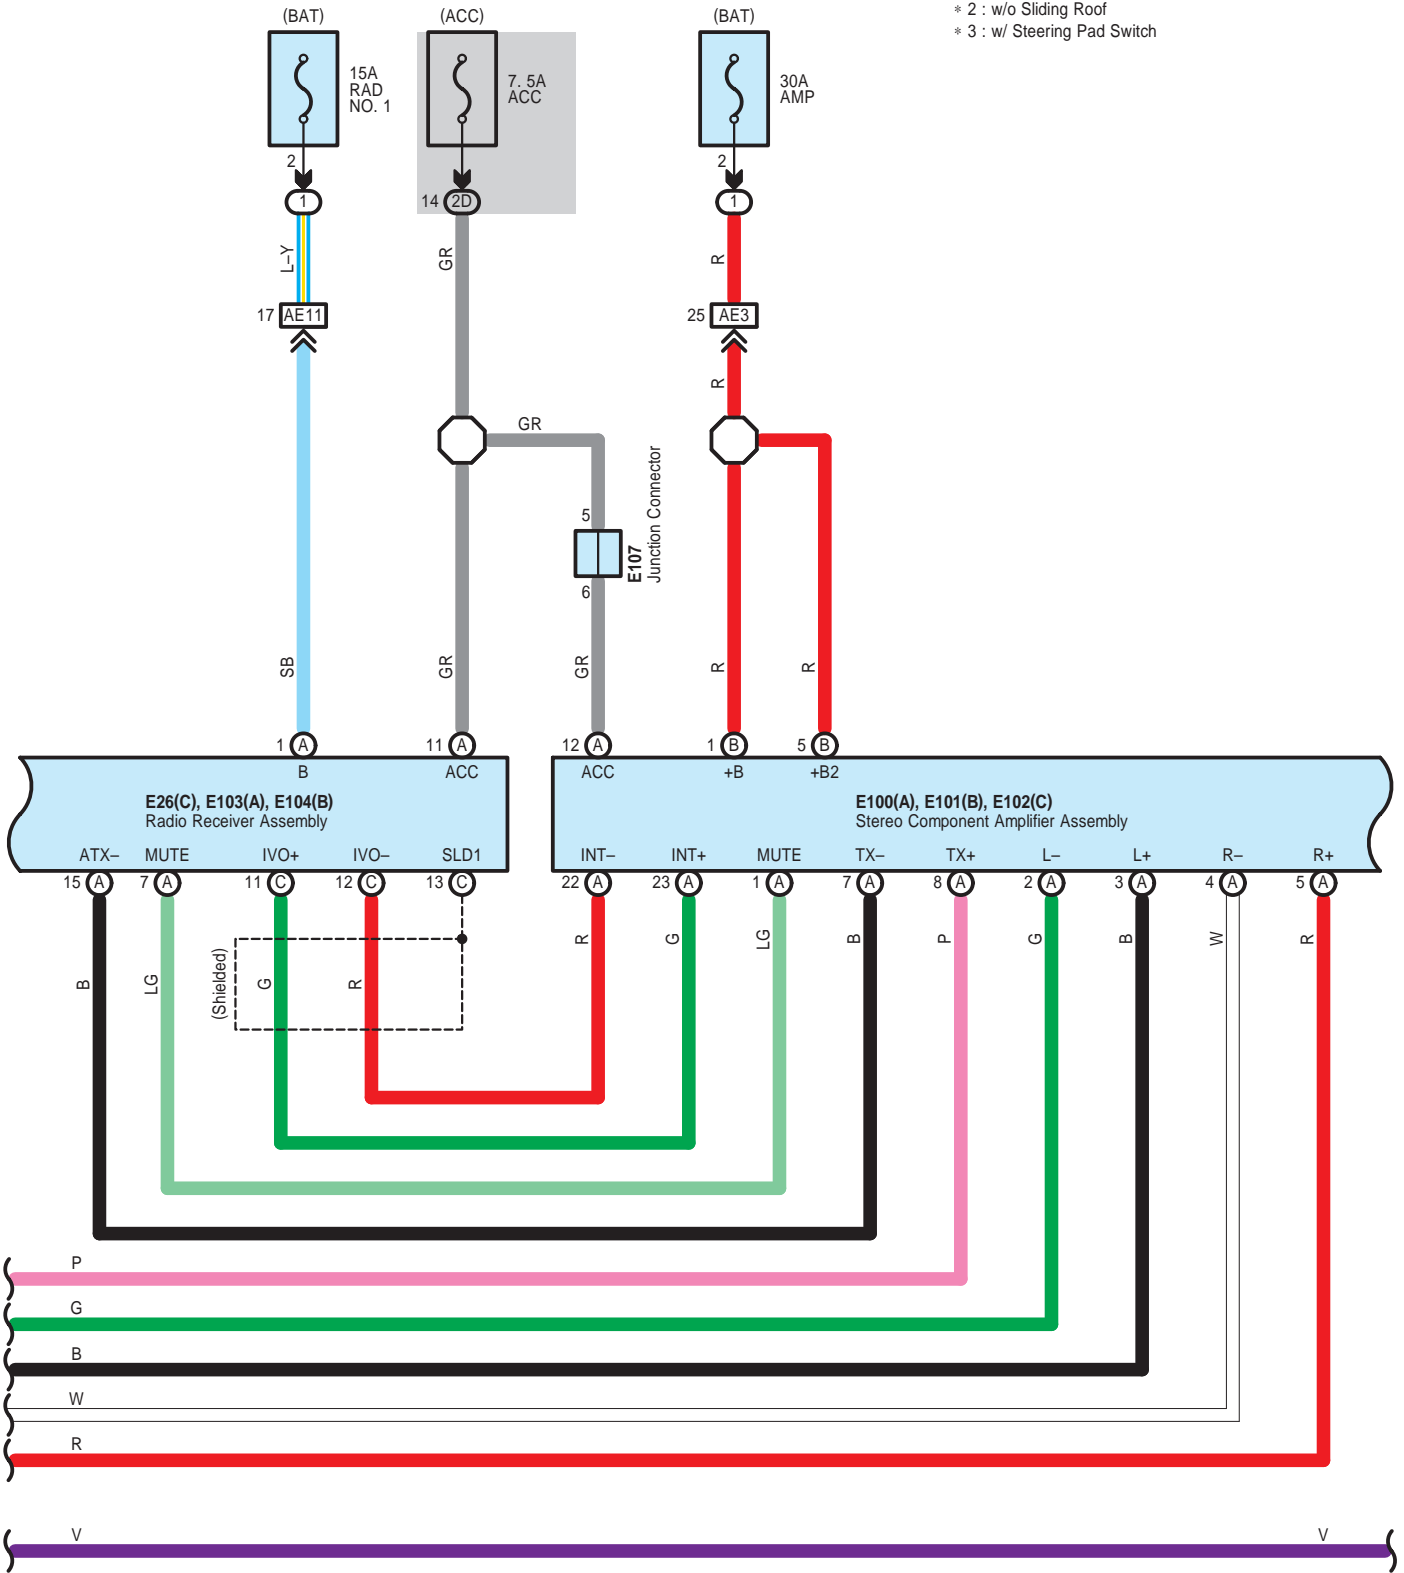 ∗ 2 : w/o Sliding Roof
∗ 3 : w/ Steering Pad Switch
(BAT)
(ACC)
(BAT)
15A
RAD
NO. 1
7. 5A
ACC
30A
AMP
2
2
1
14 2D
1
L–Y
GR
R
17 AE11
25 AE3
R
GR
5
E107
Junction Connector
6
SB
GR
GR
R
R
1 A
11 A
12 A
1 B
5 B
B
ACC
ACC
+B
+B2
E26(C), E103(A), E104(B)
Radio Receiver Assembly
E100(A), E101(B), E102(C)
Stereo Component Amplifier Assembly
ATX– MUTE IVO+ IVO– SLD1
INT– INT+ MUTE TX– TX+ L– L+ R– R+
15 A 7 A 11 C 12 C 13 C
22 A 23 A 1 A 7 A 8 A 2 A 3 A 4 A 5 A
R G LG B P G B W R
B LG (Shielded) G R
P
G
B
W
R
V V